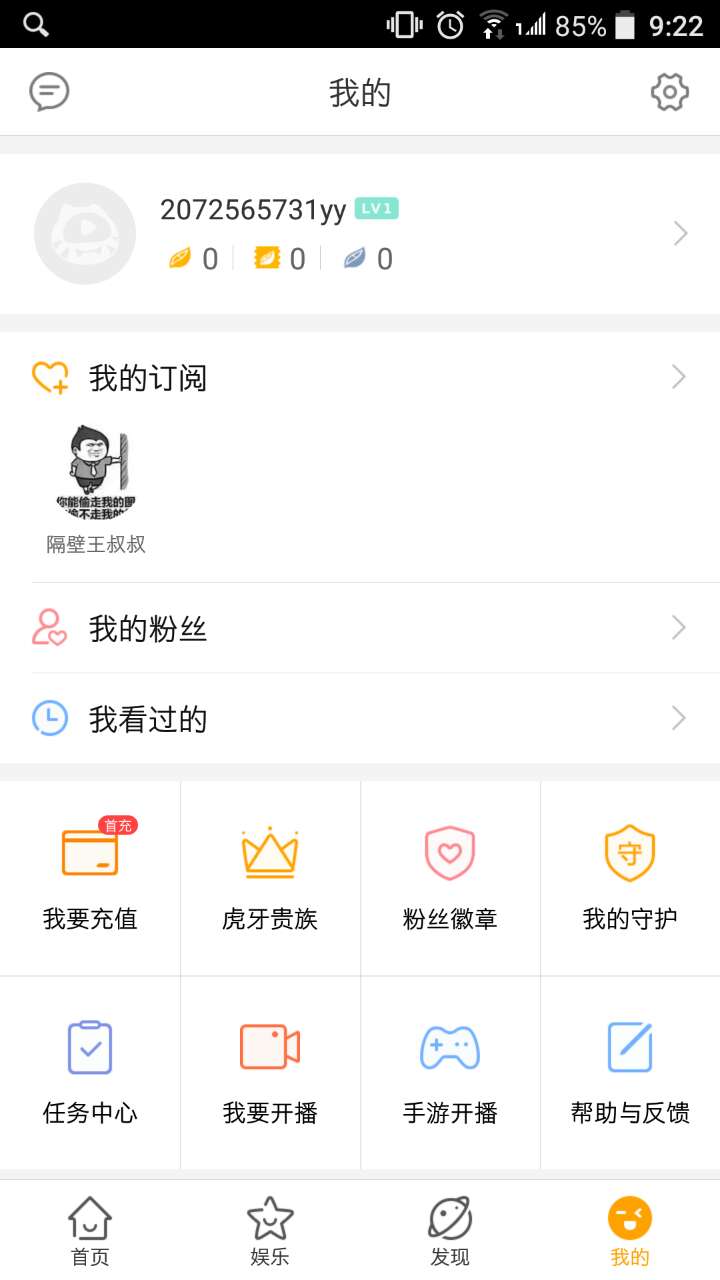 85% 9:22
我的
2072565731yy LV1
0 0 0
我的订阅
你能偷走我的
偷不走我的
隔壁王叔叔
我的粉丝
我看过的
首充
守
我要充值 虎牙贵族 粉丝徽章 我的守护
任务中心 我要开播 手游开播 帮助与反馈
首页 娱乐 发现 我的